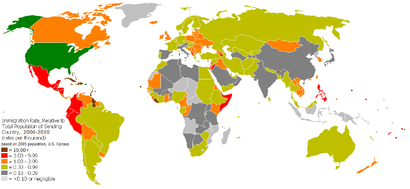 Immigration Rate, Relative to
Total Population of Sending
Country, 2006-2010
(rates per thousand)
based on 2005 population, U.S. Census
= 10.00+
= 3.00 - 9.99
= 1.00 - 2.99
= 0.30 - 0.99
= 0.10 - 0.29
= <0.10 or negligible